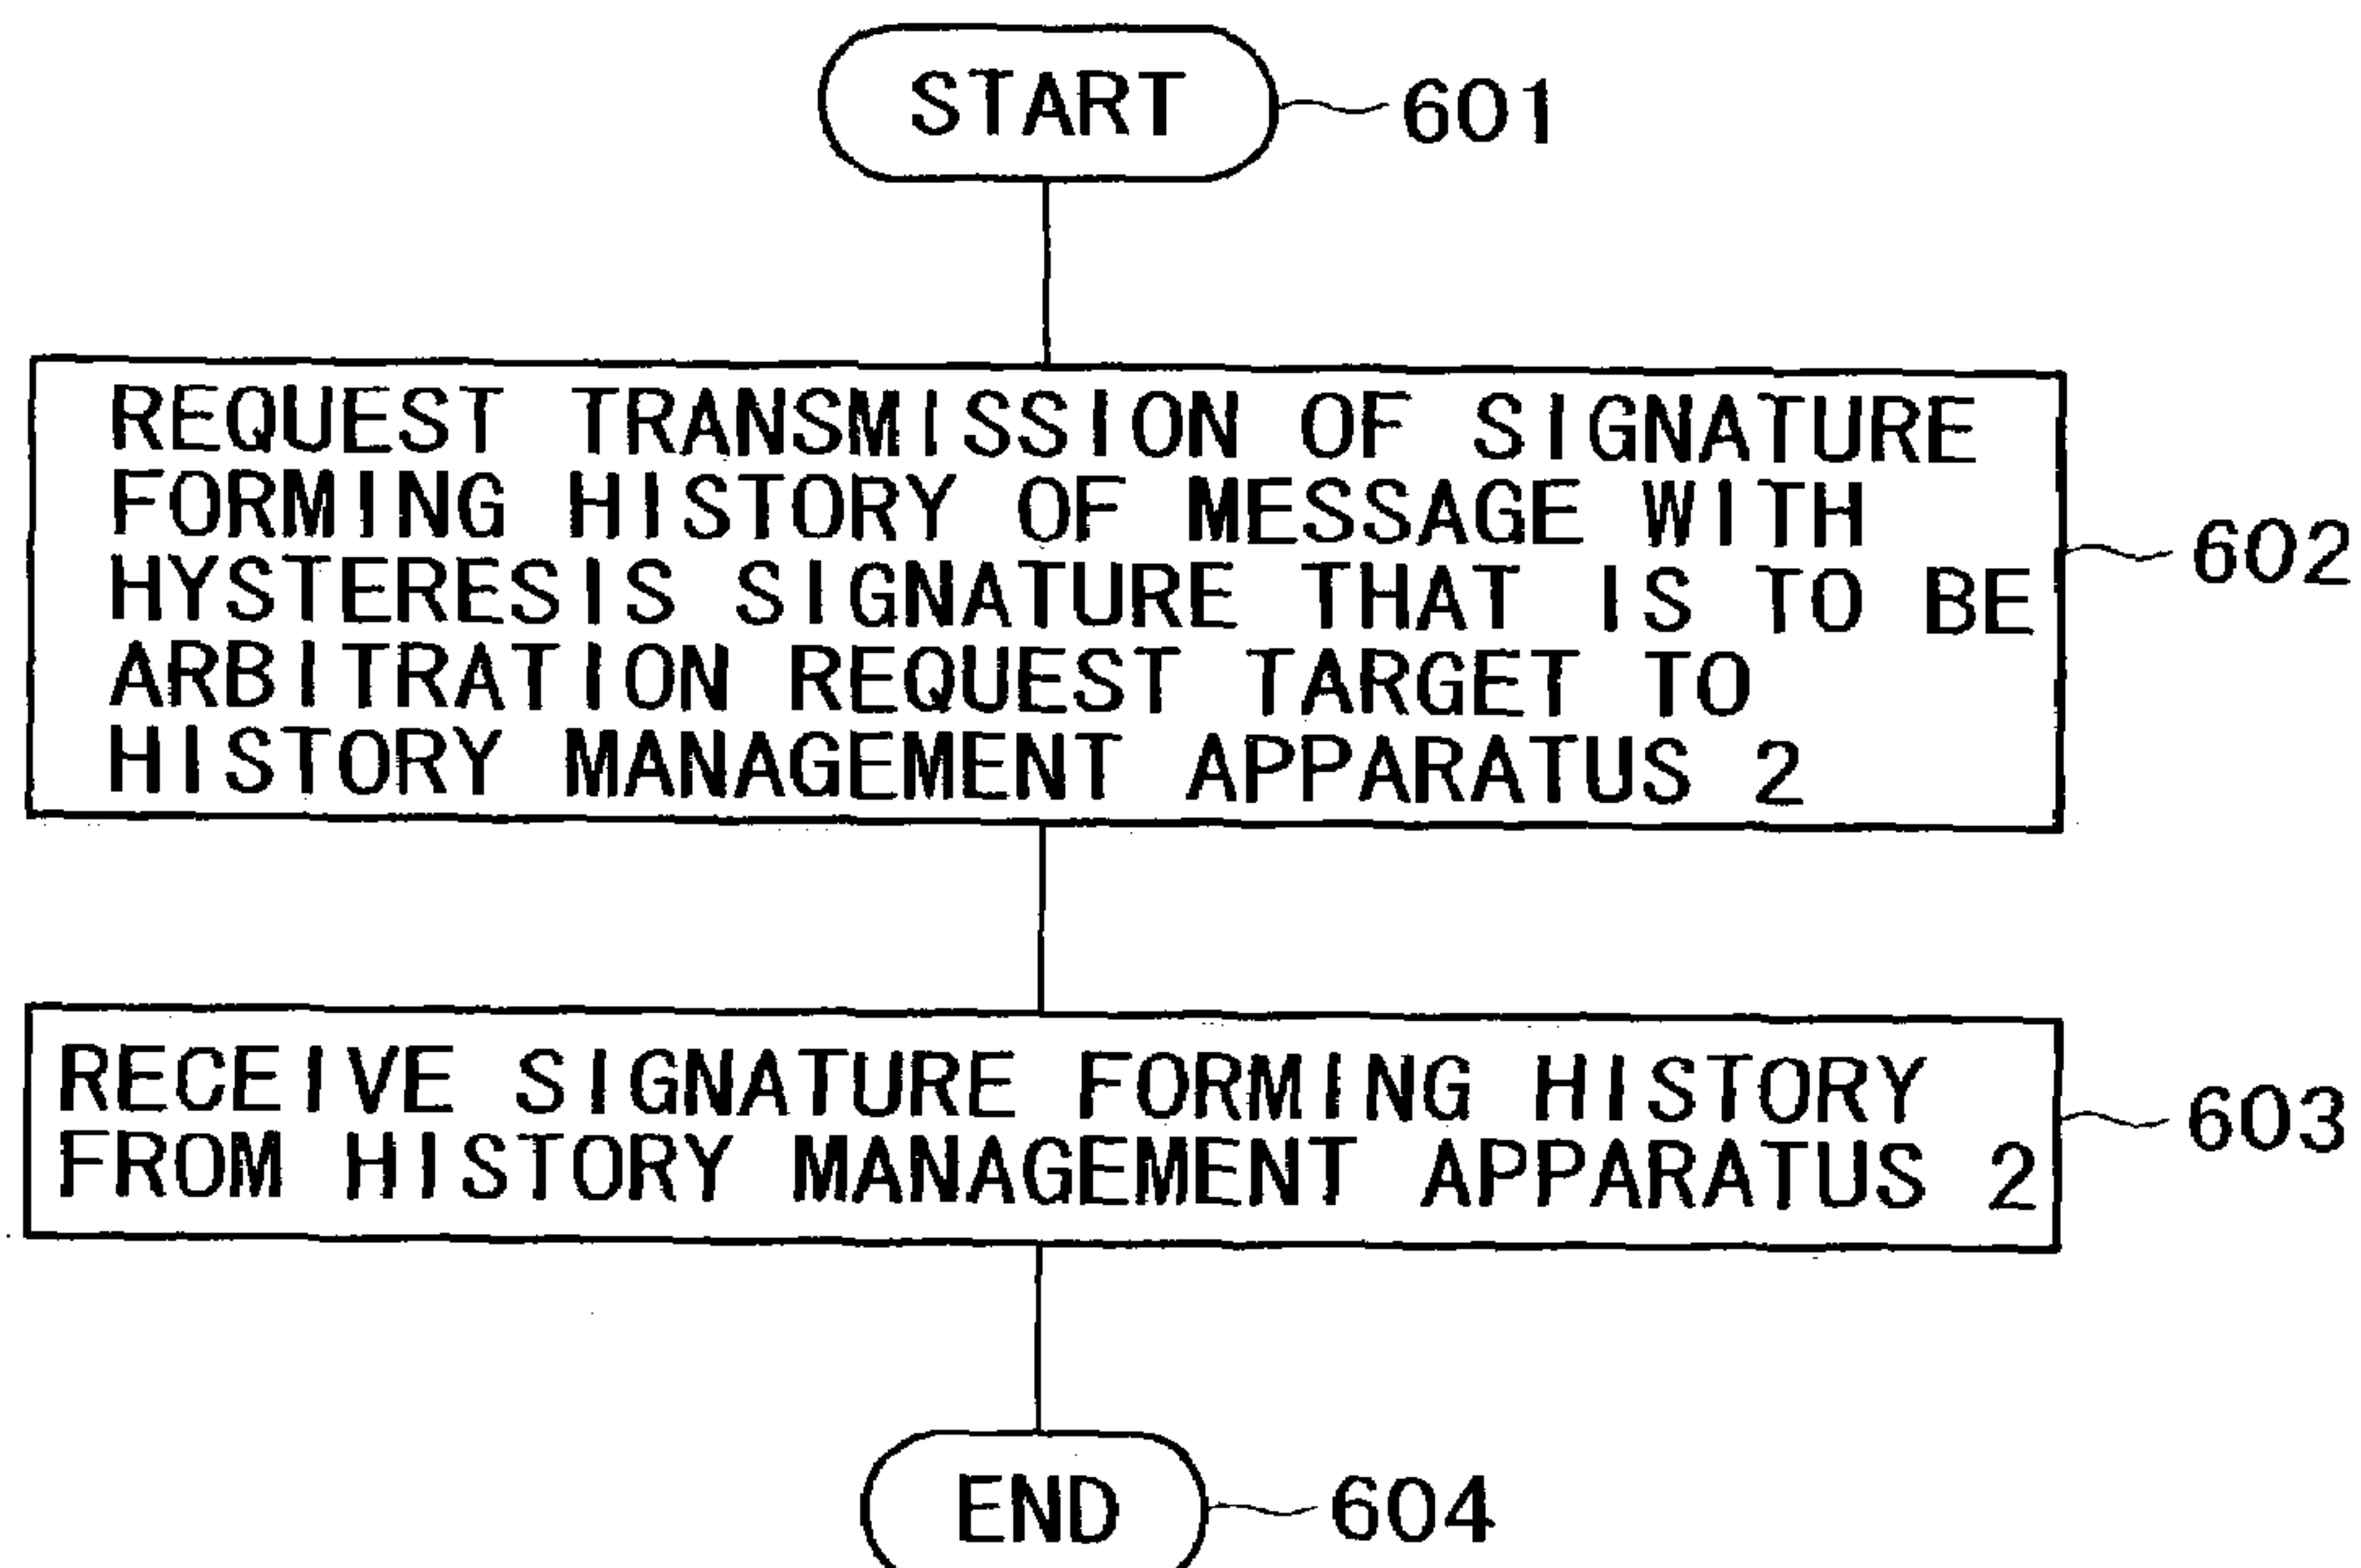 START
601
REQUEST TRANSMISSION OF SIGNATURE
FORMING HISTORY OF MESSAGE WITH
HYSTERESIS SIGNATURE THAT IS TO BE
ARBITRATION REQUEST TARGET TO
HISTORY MANAGEMENT APPARATUS 2
602
RECEIVE SIGNATURE FORMING HISTORY
FROM HISTORY MANAGEMENT APPARATUS 2
603
END
604